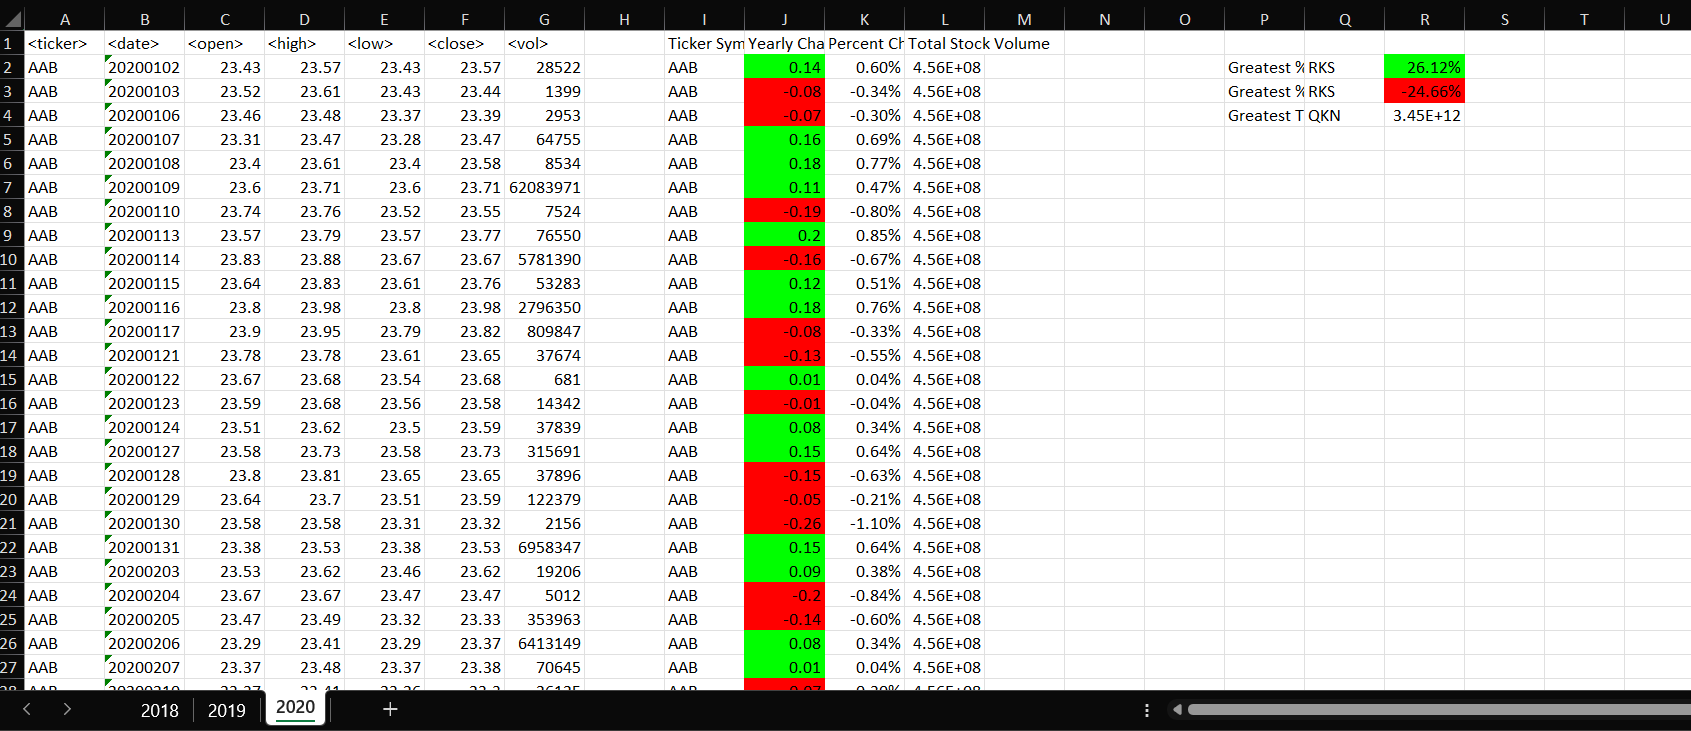 A B C D E F G H I J K L M N O P Q R S T U
1 <ticker> <date> <open> <high> <low> <close> <vol> Ticker Sym Yearly Cha Percent Ch Total Stock Volume
2 AAB 20200102 23.43 23.57 23.43 23.57 28522 AAB 0.14 0.60% 4.56E+08 Greatest % RKS 26.12%
3 AAB 20200103 23.52 23.61 23.43 23.44 1399 AAB -0.08 -0.34% 4.56E+08 Greatest % RKS -24.66%
4 AAB 20200106 23.46 23.48 23.37 23.39 2953 AAB -0.07 -0.30% 4.56E+08 Greatest T QKN 3.45E+12
5 AAB 20200107 23.31 23.47 23.28 23.47 64755 AAB 0.16 0.69% 4.56E+08
6 AAB 20200108 23.4 23.61 23.4 23.58 8534 AAB 0.18 0.77% 4.56E+08
7 AAB 20200109 23.6 23.71 23.6 23.71 62083971 AAB 0.11 0.47% 4.56E+08
8 AAB 20200110 23.74 23.76 23.52 23.55 7524 AAB -0.19 -0.80% 4.56E+08
9 AAB 20200113 23.57 23.79 23.57 23.77 76550 AAB 0.2 0.85% 4.56E+08
10 AAB 20200114 23.83 23.88 23.67 23.67 5781390 AAB -0.16 -0.67% 4.56E+08
11 AAB 20200115 23.64 23.83 23.61 23.76 53283 AAB 0.12 0.51% 4.56E+08
12 AAB 20200116 23.8 23.98 23.8 23.98 2796350 AAB 0.18 0.76% 4.56E+08
13 AAB 20200117 23.9 23.95 23.79 23.82 809847 AAB -0.08 -0.33% 4.56E+08
14 AAB 20200121 23.78 23.78 23.61 23.65 37674 AAB -0.13 -0.55% 4.56E+08
15 AAB 20200122 23.67 23.68 23.54 23.68 681 AAB 0.01 0.04% 4.56E+08
16 AAB 20200123 23.59 23.68 23.56 23.58 14342 AAB -0.01 -0.04% 4.56E+08
17 AAB 20200124 23.51 23.62 23.5 23.59 37839 AAB 0.08 0.34% 4.56E+08
18 AAB 20200127 23.58 23.73 23.58 23.73 315691 AAB 0.15 0.64% 4.56E+08
19 AAB 20200128 23.8 23.81 23.65 23.65 37896 AAB -0.15 -0.63% 4.56E+08
20 AAB 20200129 23.64 23.7 23.51 23.59 122379 AAB -0.05 -0.21% 4.56E+08
21 AAB 20200130 23.58 23.58 23.31 23.32 2156 AAB -0.26 -1.10% 4.56E+08
22 AAB 20200131 23.38 23.53 23.38 23.53 6958347 AAB 0.15 0.64% 4.56E+08
23 AAB 20200203 23.53 23.62 23.46 23.62 19206 AAB 0.09 0.38% 4.56E+08
24 AAB 20200204 23.67 23.67 23.47 23.47 5012 AAB -0.2 -0.84% 4.56E+08
25 AAB 20200205 23.47 23.49 23.32 23.33 353963 AAB -0.14 -0.60% 4.56E+08
26 AAB 20200206 23.29 23.41 23.29 23.37 6413149 AAB 0.08 0.34% 4.56E+08
27 AAB 20200207 23.37 23.48 23.37 23.38 70645 AAB 0.01 0.04% 4.56E+08
2018 2019 2020